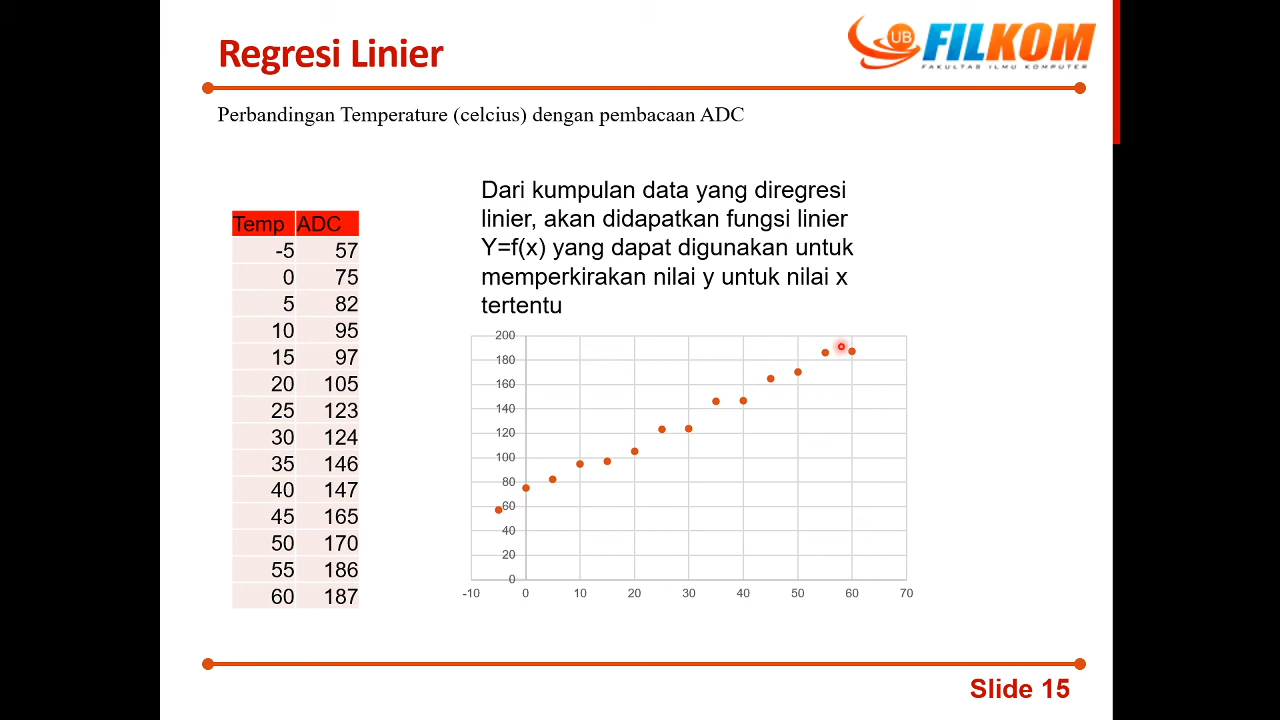 Regresi Linier
UB FILKOM
FAKULTAS ILMU KOMPUTER
Perbandingan Temperature (celcius) dengan pembacaan ADC
Dari kumpulan data yang diregresi
linier, akan didapatkan fungsi linier
Y=f(x) yang dapat digunakan untuk
memperkirakan nilai y untuk nilai x
tertentu
Temp ADC
-5 57
0 75
5 82
10 95
15 97
20 105
25 123
30 124
35 146
40 147
45 165
50 170
55 186
60 187
200
180
160
140
120
100
80
60
40
20
0
-10 0 10 20 30 40 50 60 70
Slide 15